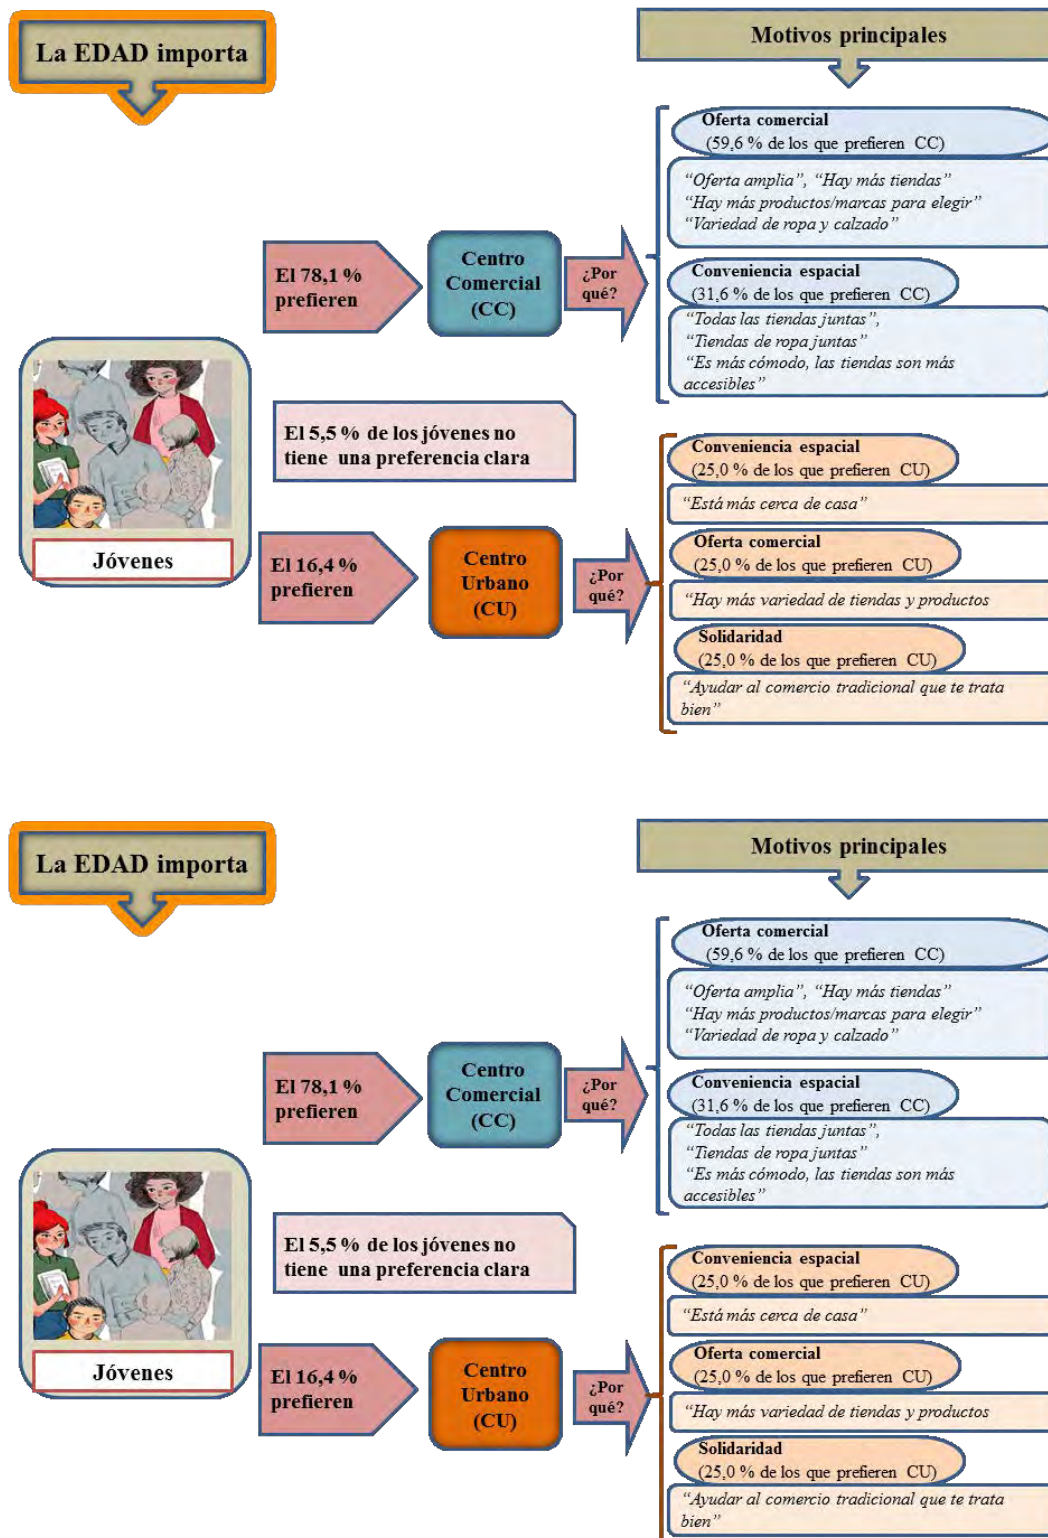 La EDAD importa
Motivos principales
Oferta comercial
(59,6 % de los que prefieren CC)
“Oferta amplia”, “Hay más tiendas”
“Hay más productos/marcas para elegir”
“Variedad de ropa y calzado”
El 78,1 %
prefieren
Centro
Comercial
(CC)
¿Por
qué?
Conveniencia espacial
(31,6 % de los que prefieren CC)
“Todas las tiendas juntas”,
“Tiendas de ropa juntas”
“Es más cómodo, las tiendas son más
accesibles”
El 5,5 % de los jóvenes no
tiene una preferencia clara
Jóvenes
El 16,4 %
prefieren
Centro
Urbano
(CU)
¿Por
qué?
Conveniencia espacial
(25,0 % de los que prefieren CU)
“Está más cerca de casa”
Oferta comercial
(25,0 % de los que prefieren CU)
“Hay más variedad de tiendas y productos
Solidaridad
(25,0 % de los que prefieren CU)
“Ayudar al comercio tradicional que te trata
bien”
La EDAD importa
Motivos principales
Oferta comercial
(59,6 % de los que prefieren CC)
“Oferta amplia”, “Hay más tiendas”
“Hay más productos/marcas para elegir”
“Variedad de ropa y calzado”
El 78,1 %
prefieren
Centro
Comercial
(CC)
¿Por
qué?
Conveniencia espacial
(31,6 % de los que prefieren CC)
“Todas las tiendas juntas”,
“Tiendas de ropa juntas”
“Es más cómodo, las tiendas son más
accesibles”
El 5,5 % de los jóvenes no
tiene una preferencia clara
Jóvenes
El 16,4 %
prefieren
Centro
Urbano
(CU)
¿Por
qué?
Conveniencia espacial
(25,0 % de los que prefieren CU)
“Está más cerca de casa”
Oferta comercial
(25,0 % de los que prefieren CU)
“Hay más variedad de tiendas y productos
Solidaridad
(25,0 % de los que prefieren CU)
“Ayudar al comercio tradicional que te trata
bien”